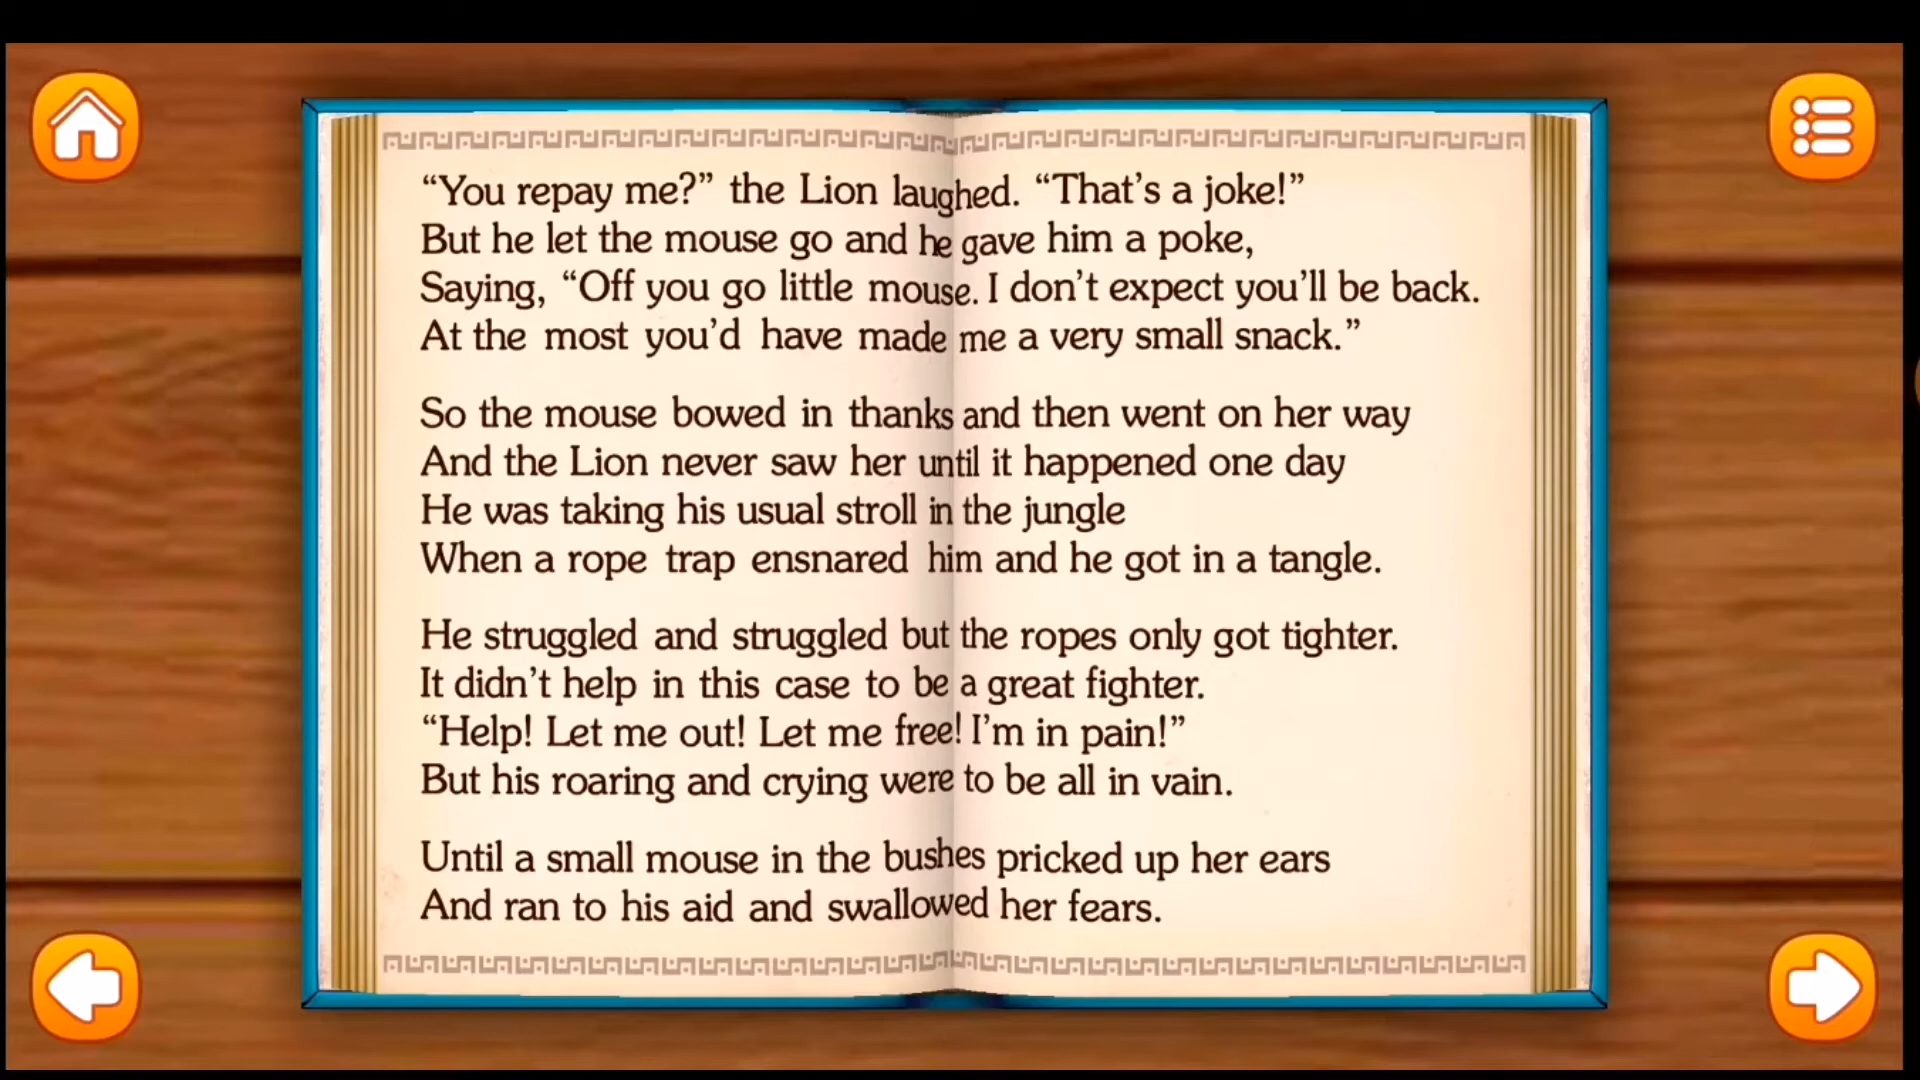 “You repay me?” the Lion laughed. “That’s a joke!”
But he let the mouse go and he gave him a poke,
Saying, “Off you go little mouse. I don’t expect you’ll be back.
At the most you’d have made me a very small snack.”
So the mouse bowed in thanks and then went on her way
And the Lion never saw her until it happened one day
He was taking his usual stroll in the jungle
When a rope trap ensnared him and he got in a tangle.
He struggled and struggled but the ropes only got tighter.
It didn’t help in this case to be a great fighter.
“Help! Let me out! Let me free! I’m in pain!”
But his roaring and crying were to be all in vain.
Until a small mouse in the bushes pricked up her ears
And ran to his aid and swallowed her fears.